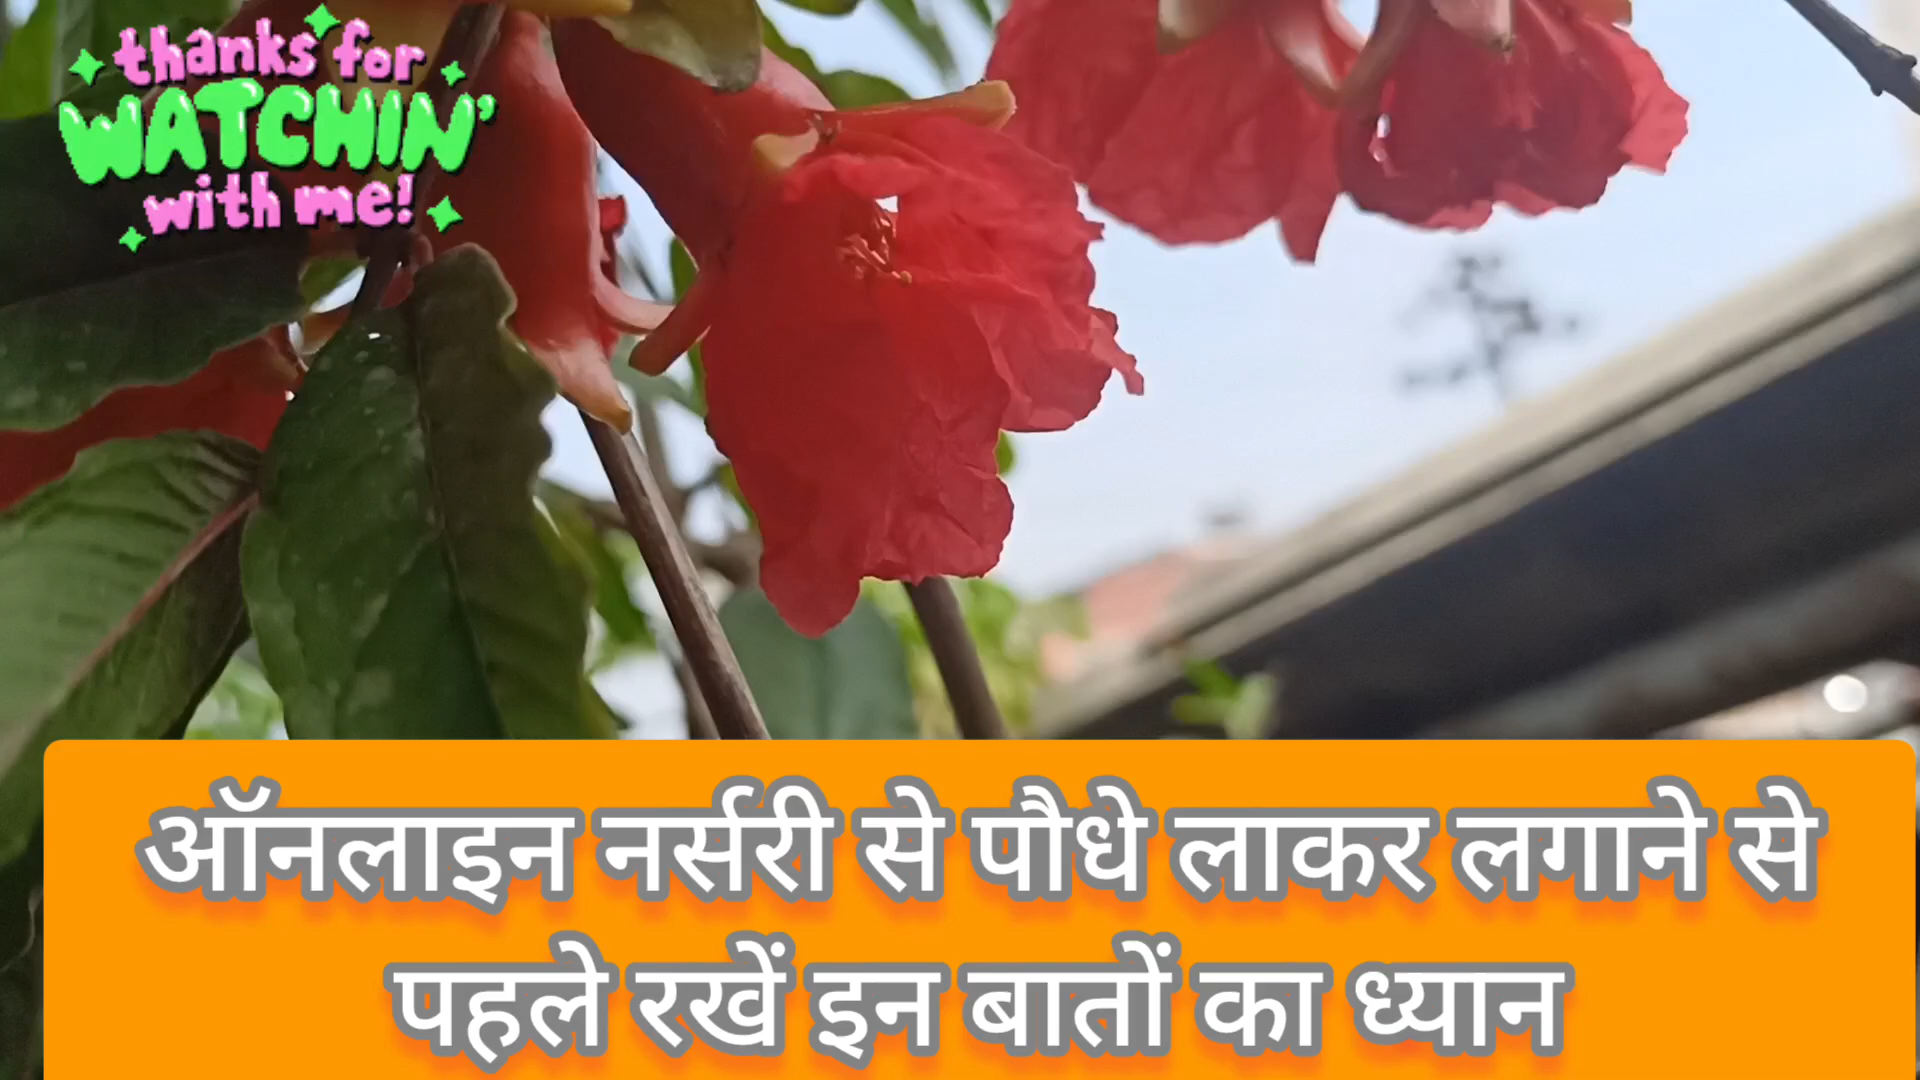 thanks for
WATCHIN'
with me!
ऑनलाइन नर्सरी से पौधे लाकर लगाने से
पहले रखें इन बातों का ध्यान